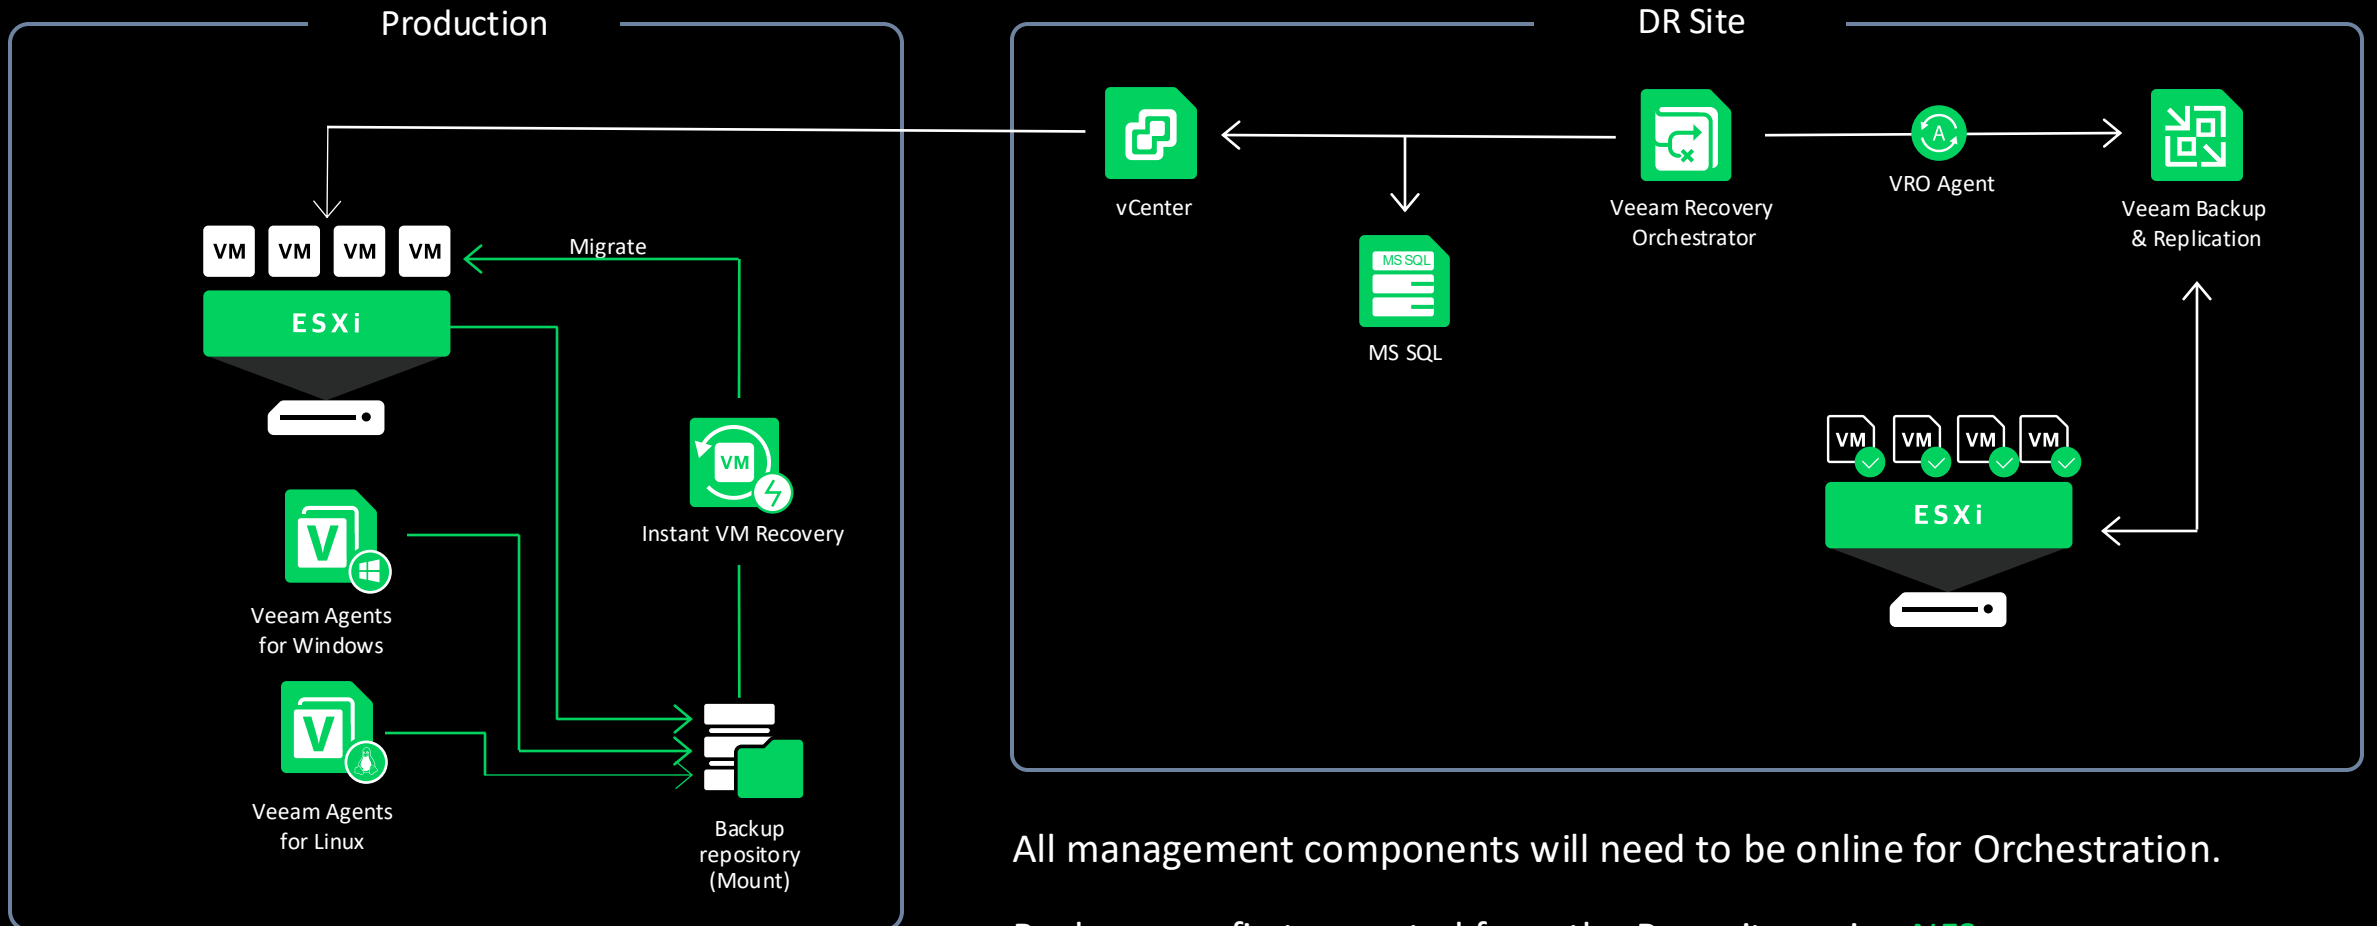 Production
DR Site
vCenter
MS SQL
MS SQL
Veeam Recovery
Orchestrator
A
VRO Agent
Veeam Backup
& Replication
VM VM VM VM
Migrate
ESXi
VM
Instant VM Recovery
V
Veeam Agents
for Windows
V
Veeam Agents
for Linux
Backup
repository
(Mount)
VM VM VM VM
ESXi
All management components will need to be online for Orchestration.